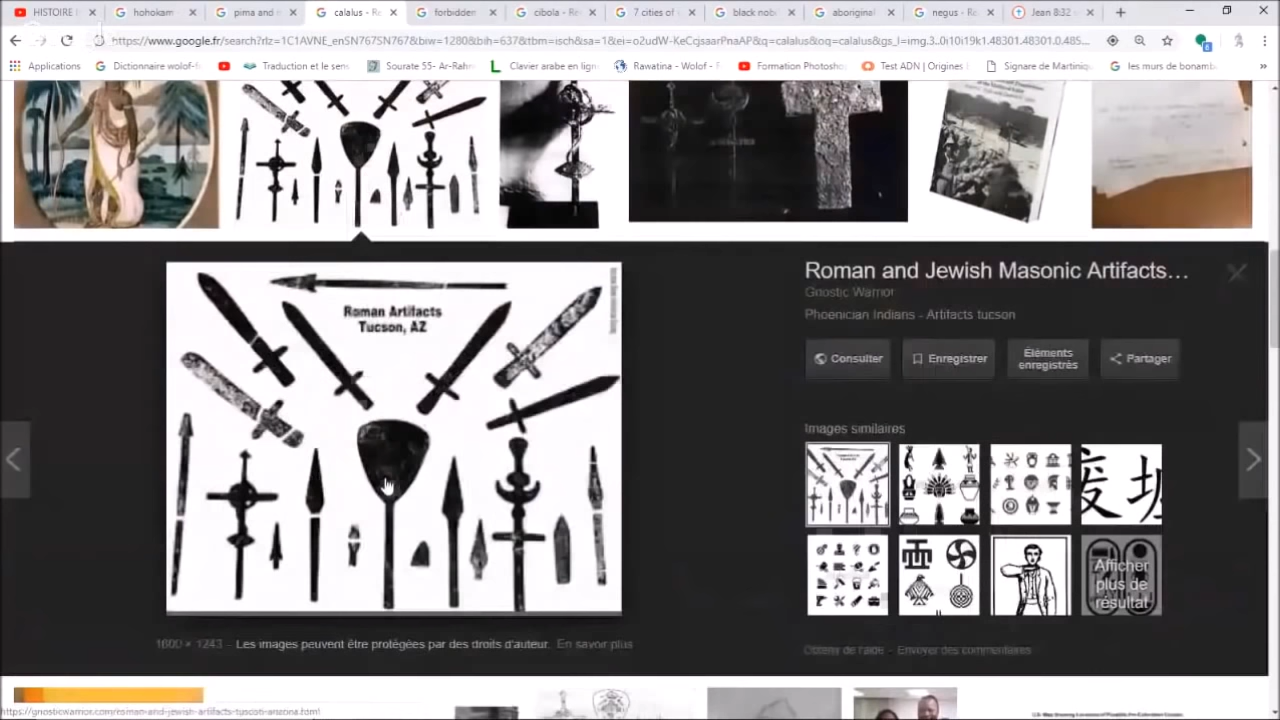 HISTOIRE
hohokam
pima and
calalus - Re
forbidden
cibola - Re
7 cities of
black nob
aboriginal
negus - Ro
Jean 8:32
https://www.google.fr/search?rlz=1C1AVNE_enSN767SN767&biw=1280&bih=637&tbm=isch&sa=1&ei=o2udW-KeCcjsaarPnaAP&q=calalus&oq=calalus&gs_l=img.3..0i10i19k1.48301.48301.0.485...
Applications
Dictionnaire wolof-f
Traduction et le sens
Sourate 55- Ar-Rahm
Clavier arabe en lign
Rawatina - Wolof - F
Formation Photosho
Test ADN | Origines
Signare de Martiniq
les murs de bonamb
»
Roman Artifacts
Tucson, AZ
Roman and Jewish Masonic Artifacts...
Gnostic Warrior
Phoenician Indians - Artifacts tucson
Consulter
Enregistrer
Éléments
enregistrés
Partager
Images similaires
Afficher
plus de
résultat
1600 × 1243 - Les images peuvent être protégées par des droits d'auteur. En savoir plus
Obtenir de l'aide - Envoyer des commentaires
https://gnosticwarrior.com/roman-and-jewish-artifacts-tuscon-arizona.html